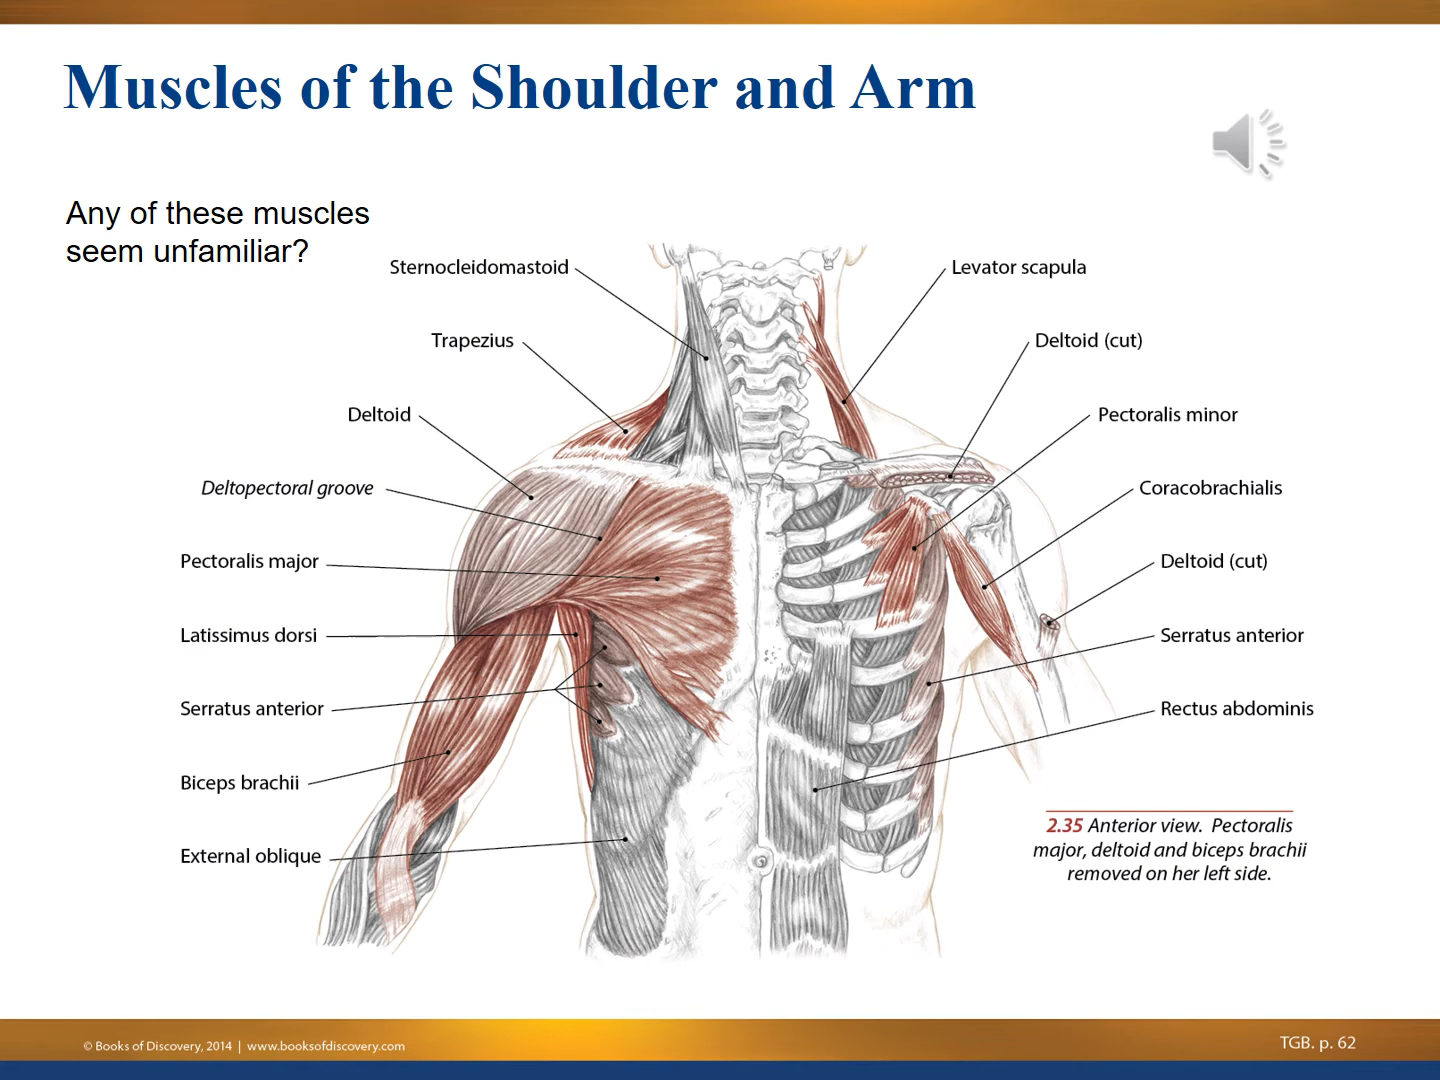 Muscles of the Shoulder and Arm
Any of these muscles
seem unfamiliar?
Sternocleidomastoid
Trapezius
Deltoid
Deltopectoral groove
Pectoralis major
Latissimus dorsi
Serratus anterior
Biceps brachii
External oblique
Levator scapula
Deltoid (cut)
Pectoralis minor
Coracobrachialis
Deltoid (cut)
Serratus anterior
Rectus abdominis
2.35 Anterior view. Pectoralis
major, deltoid and biceps brachii
removed on her left side.
© Books of Discovery, 2014 | www.booksofdiscovery.com
TGB. p. 62